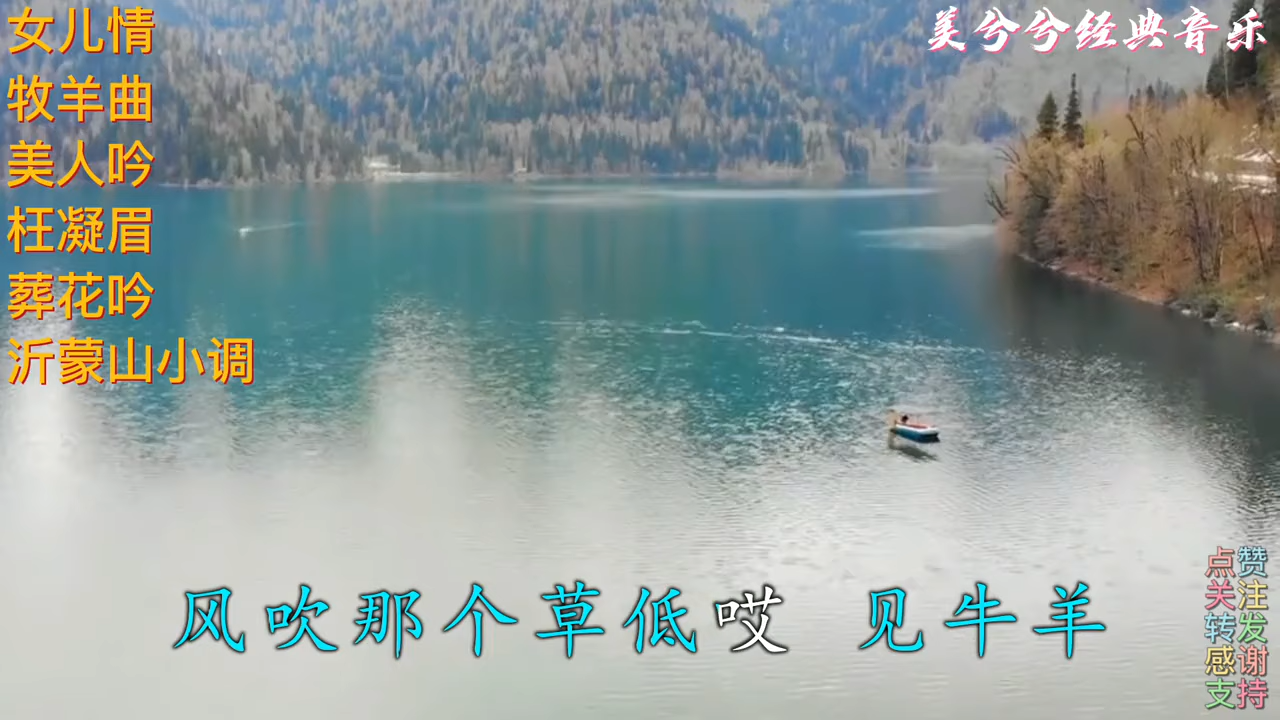 女儿情
牧羊曲
美人吟
枉凝眉
葬花吟
沂蒙山小调
美兮兮经典音乐
风吹那个草低哎 见牛羊
点赞
关注
转发
感谢
支持